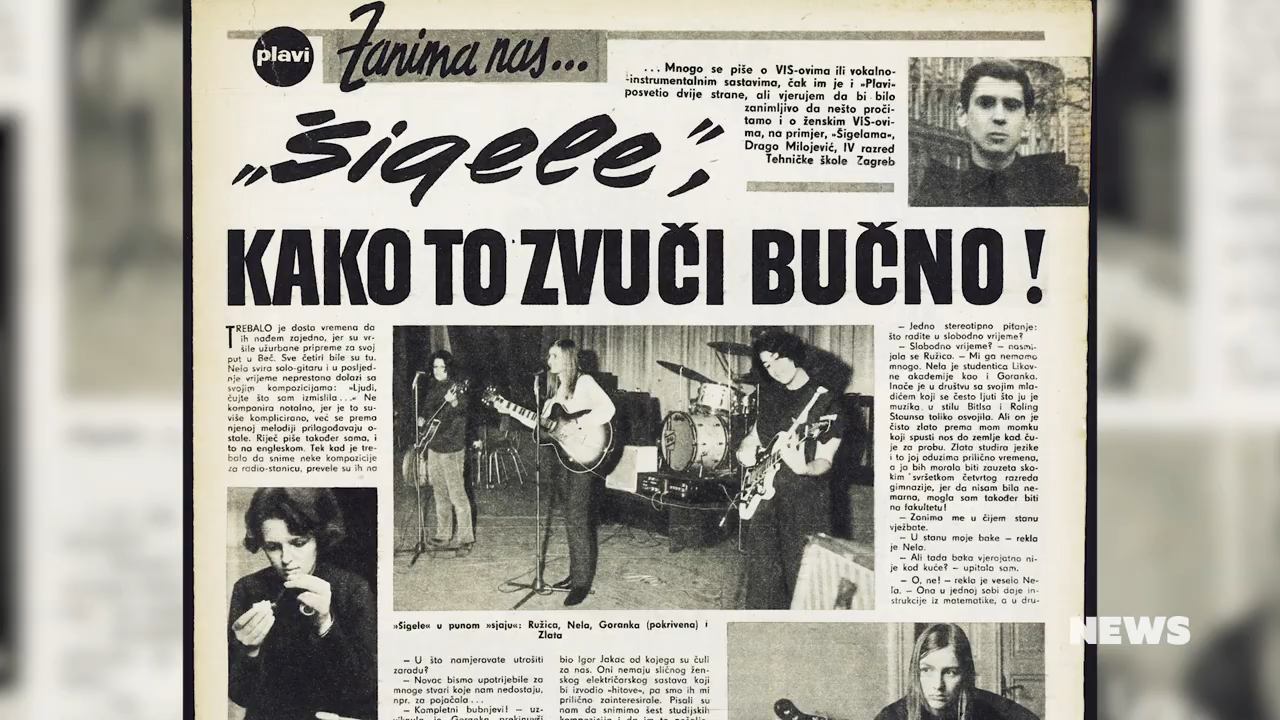 plavi
Zanima nas...
„Šigele”,
... Mnogo se piše o VIS-ovima ili vokalno-
-instrumentalnim sastavima, čak im je i »Plavi«
posvetio dvije strane, ali vjerujem da bi bilo
zanimljivo da nešto proči-
tamo i o ženskim VIS-ovi-
ma, na primjer, »Šigelama«,
Drago Milojević, IV razred
Tehničke škole Zagreb
KAKO TO ZVUČI BUČNO!
TREBALO je dosta vremena da
ih nađem zajedno, jer su vr-
šile užurbane pripreme za svoj
put u Beč. Sve četiri bile su tu.
Nela svira solo-gitaru i u posljed-
nje vrijeme neprestano dolazi sa
svojim kompozicijama: »Ljudi,
čujte što sam izmislila...« Ne
komponira notalno, jer je to su-
više komplicirano, već se prema
njenoj melodiji prilagođavaju o-
stale. Riječ piše također sama, i
to na engleskom. Tek kad je tre-
balo da snime neke kompozicije
za radio-stanicu, prevele su ih na
»Sigele« u punom »sjaju«: Ružica, Nela, Goranka (pokrivena) i
Zlata
— U što namjeravate utrošiti
zaradu?
— Novac bismo upotrijebile za
mnoge stvari koje nam nedostaju,
npr. za pojačala...
— Kompletni bubnjevi! — uz-
viknula je Goranka prekinuvši
bio Igor Jakac od kojega su čuli
za nas. Oni nemaju sličnog žen-
skog električarskog sastava koji
bi izvodio »hitove«, pa smo ih mi
prilično zainteresirale. Pisali su
nam da snimimo šest studijskih
kompozicija i da im to pošalje-
— Jedno stereotipno pitanje:
što radite u slobodno vrijeme?
— Slobodno vrijeme? — nasmi-
jala se Ružica. — Mi ga nemamo
mnogo. Nela je studentica Likov-
ne akademije kao i Goranka.
Inače je u društvu sa svojim mla-
dićem koji se često ljuti što ju je
muzika u stilu Bitlsa i Roling
Stounsa toliko osvojila. Ali on je
čisto zlato prema mom momku
koji spusti nos do zemlje kad ču-
je za probu. Zlata studira jezike
i to joj oduzima prilično vremena,
a ja bih morala biti zauzeta sko-
kim svršetkom četvrtog razreda
gimnazije, jer da nisam bila ne-
marna, mogla sam također biti
na fakultetu!
— Zanima me u čijem stanu
vježbate.
— U stanu moje bake — rekla
je Nela.
— Ali tada baka vjerojatno ni-
je kod kuće? — upitala sam.
— O, ne! — rekla je veselo Ne-
la. — Ona u jednoj sobi daje in-
strukcije iz matematike, a u dru-
NEWS